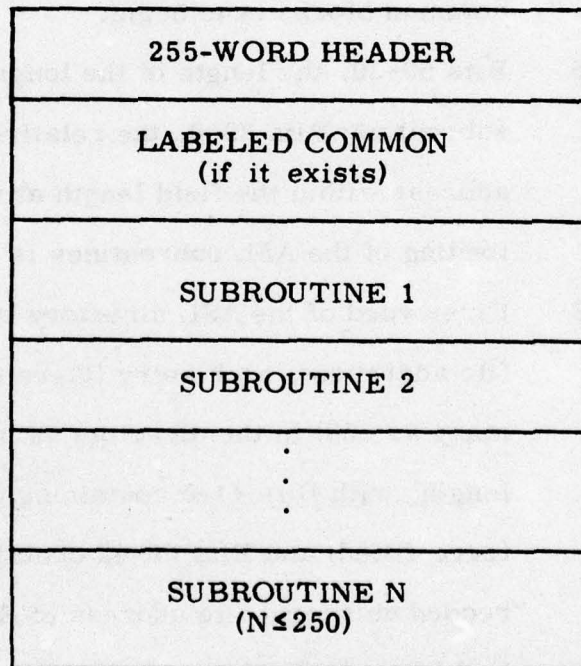 255-WORD HEADER
LABELED COMMON
(if it exists)
SUBROUTINE 1
SUBROUTINE 2
SUBROUTINE N
(N≤250)